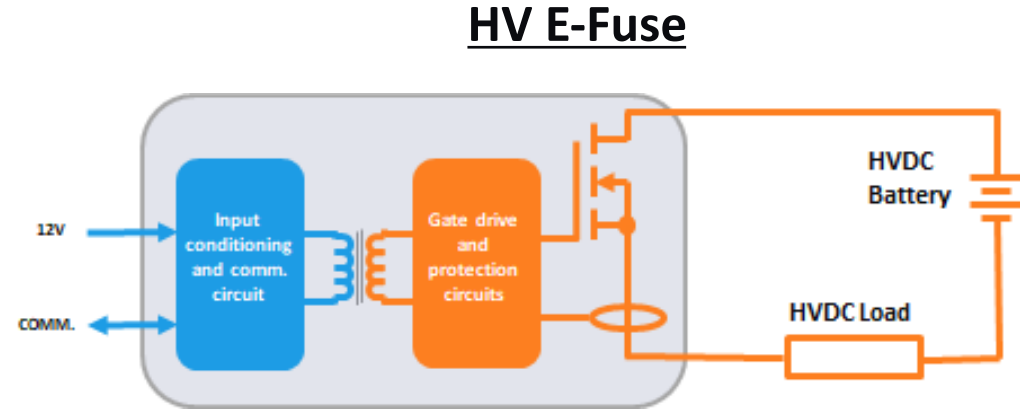 HV E-Fuse
HVDC
Battery
12V
Input
conditioning
and comm.
circuit
Gate drive
and
protection
circuits
COMM.
HVDC Load